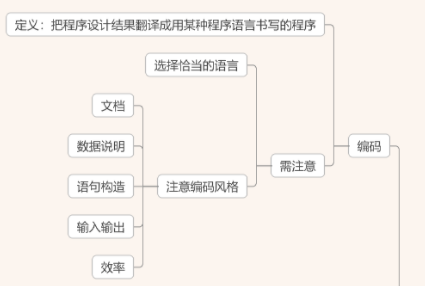 定义：把程序设计结果翻译成用某种程序语言书写的程序
选择恰当的语言
文档
数据说明
编码
需注意
语句构造
注意编码风格
输入输出
效率